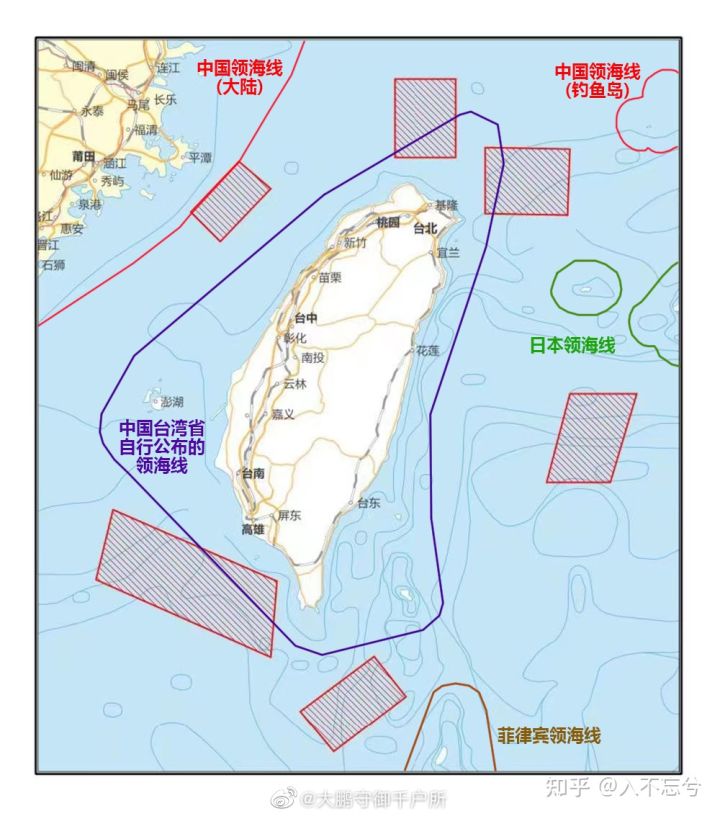 闽清
闽侯
连江
中国领海线
(大陆)
中国领海线
(钓鱼岛)
永泰
马尾
长乐
福清
莆田
涵江
平潭
仙游
秀屿
泉港
惠安
晋江
石狮
基隆
桃园
台北
新竹
宜兰
苗栗
台中
彰化
花莲
日本领海线
南投
云林
澎湖
嘉义
中国台湾省
自行公布的
领海线
台南
台东
屏东
高雄
菲律宾领海线
知乎 @人不忘兮
@大鹏守御千户所